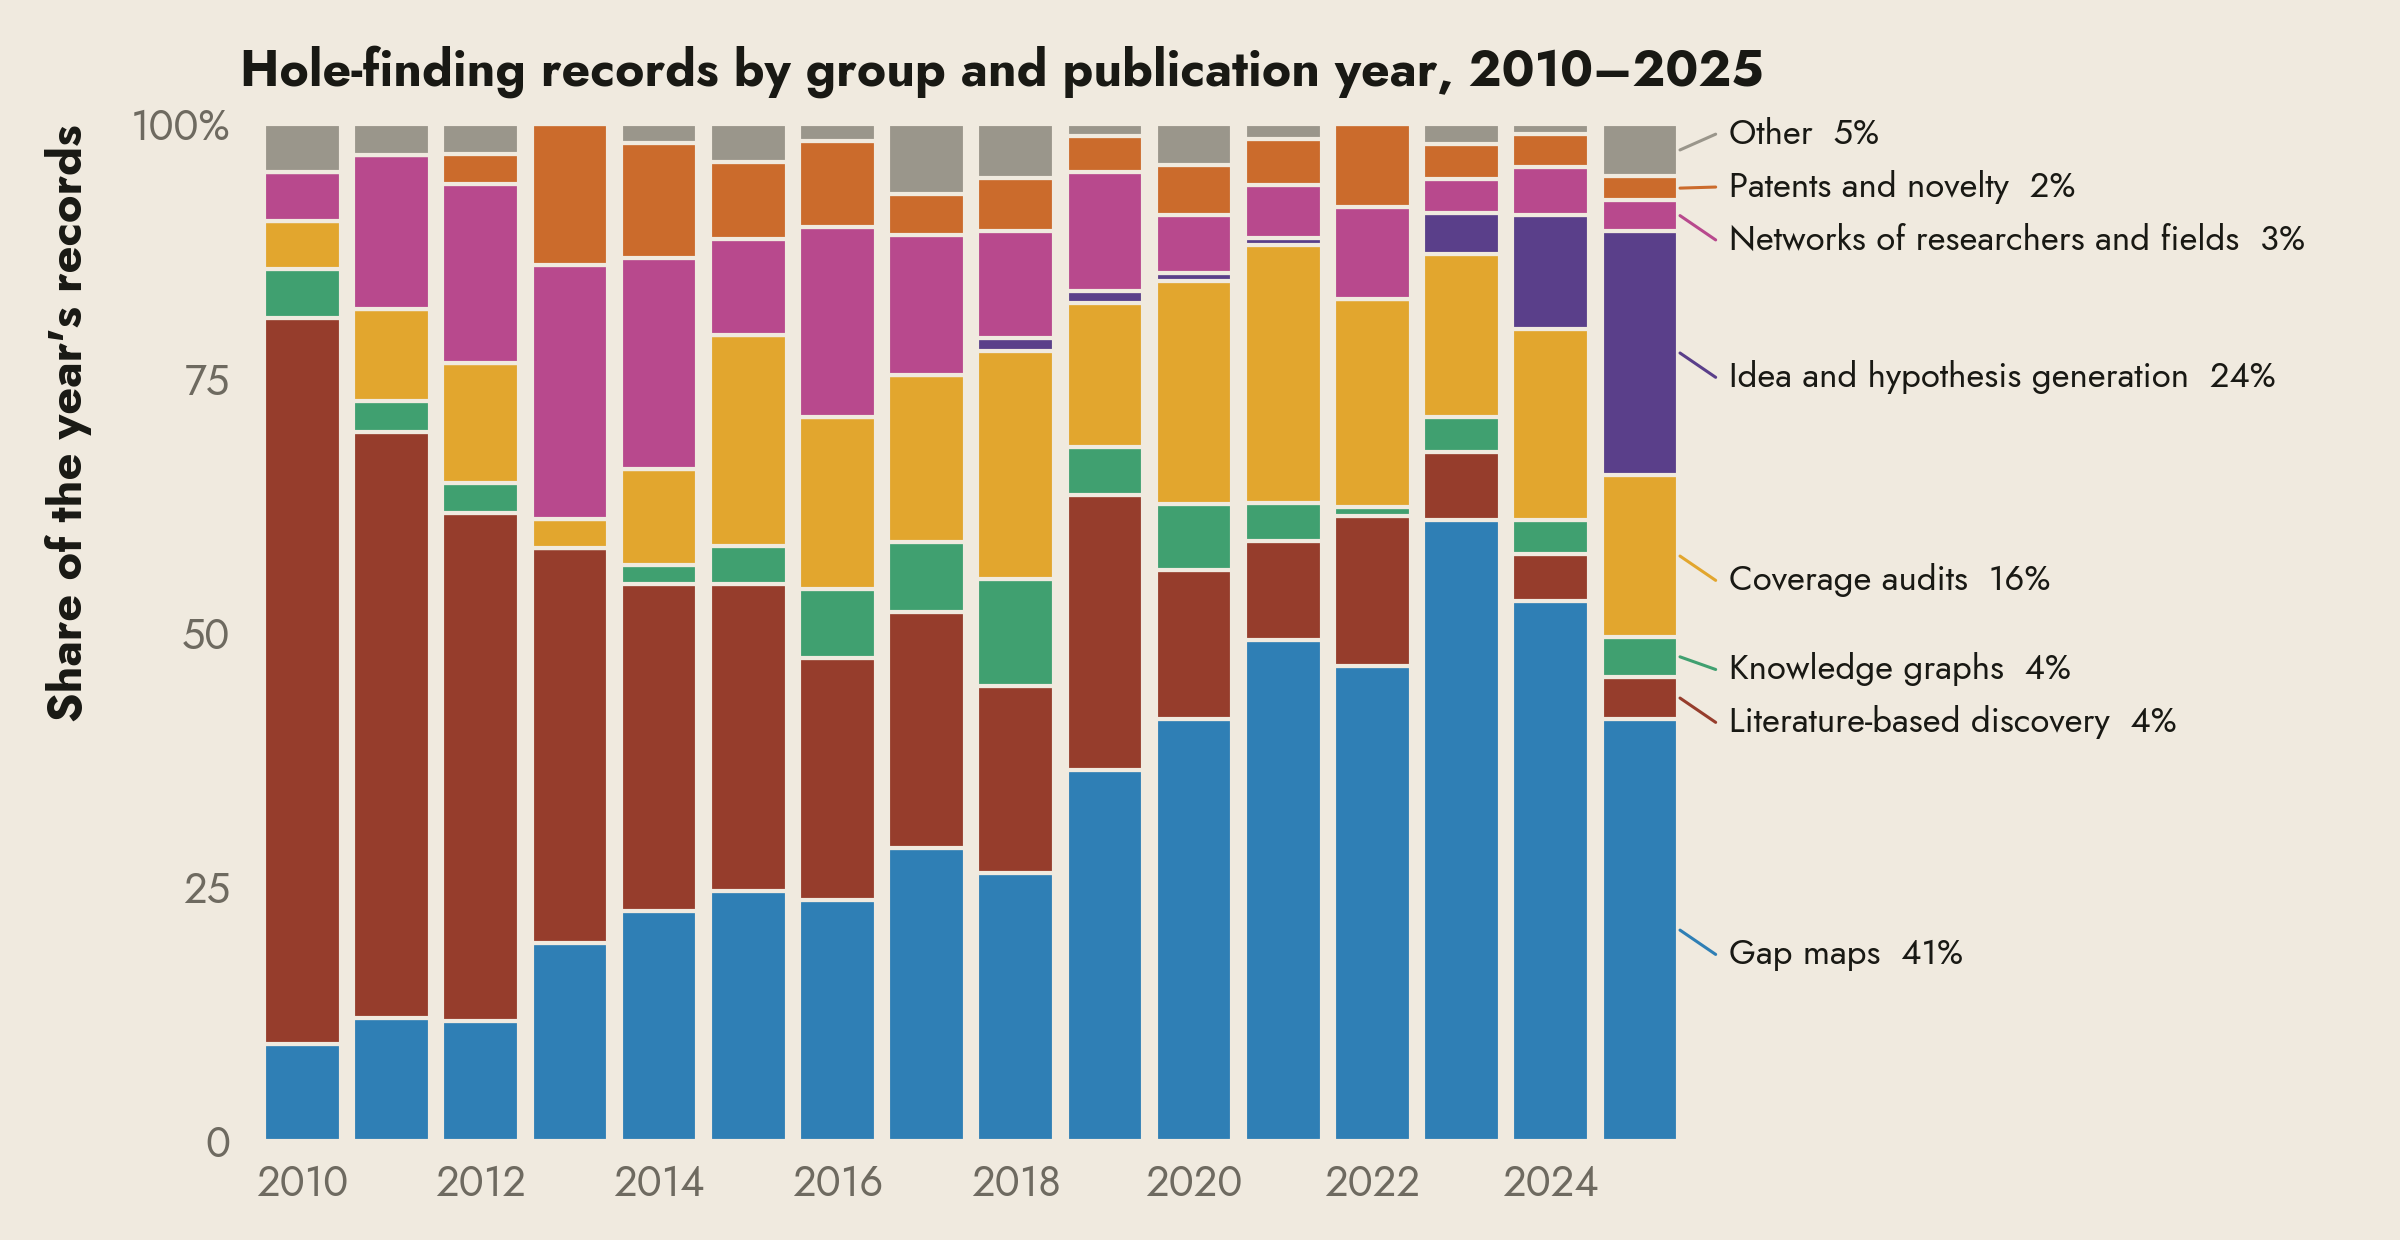 Hole-finding records by group and publication year, 2010–2025
Share of the year’s records
100%
75
50
25
0
2010
2012
2014
2016
2018
2020
2022
2024
Other 5%
Patents and novelty 2%
Networks of researchers and fields 3%
Idea and hypothesis generation 24%
Coverage audits 16%
Knowledge graphs 4%
Literature-based discovery 4%
Gap maps 41%